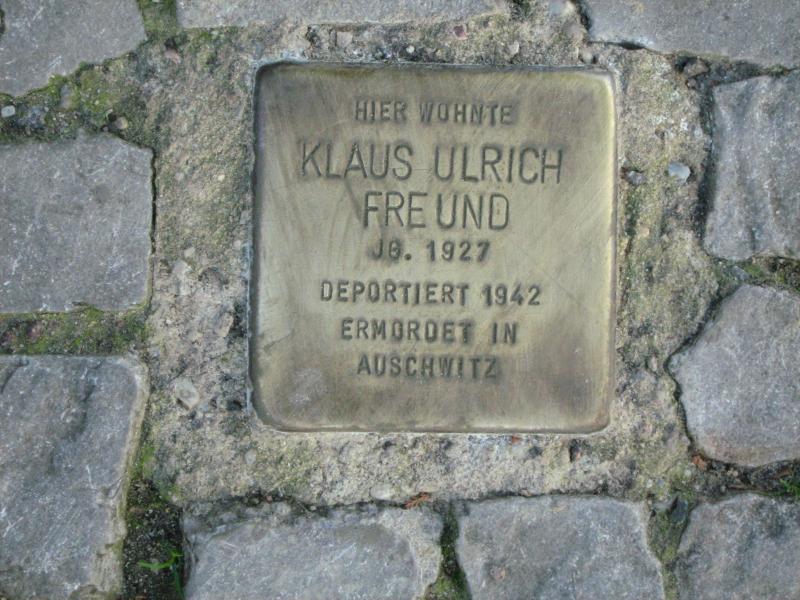 HIER WOHNTE
KLAUS ULRICH
FREUND
JG. 1927
DEPORTIERT 1942
ERMORDET IN
AUSCHWITZ